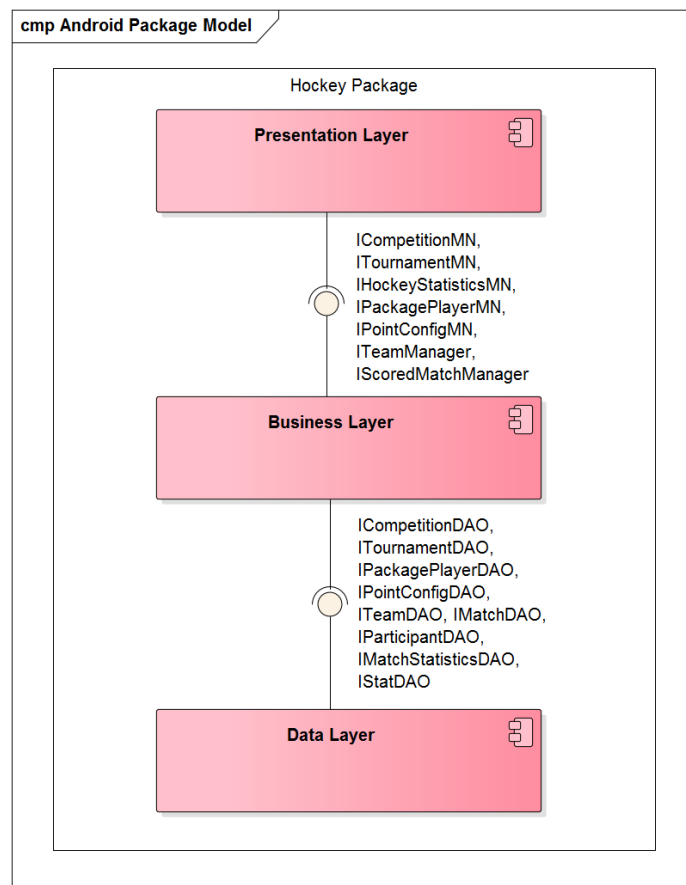 cmp Android Package Model
Hockey Package
Presentation Layer
ICompetitionMN,
ITournamentMN,
IHockeyStatisticsMN,
IPackagePlayerMN,
IPointConfigMN,
ITeamManager,
IScoredMatchManager
Business Layer
ICompetitionDAO,
ITournamentDAO,
IPackagePlayerDAO,
IPointConfigDAO,
ITeamDAO, IMatchDAO,
IParticipantDAO,
IMatchStatisticsDAO,
IStatDAO
Data Layer